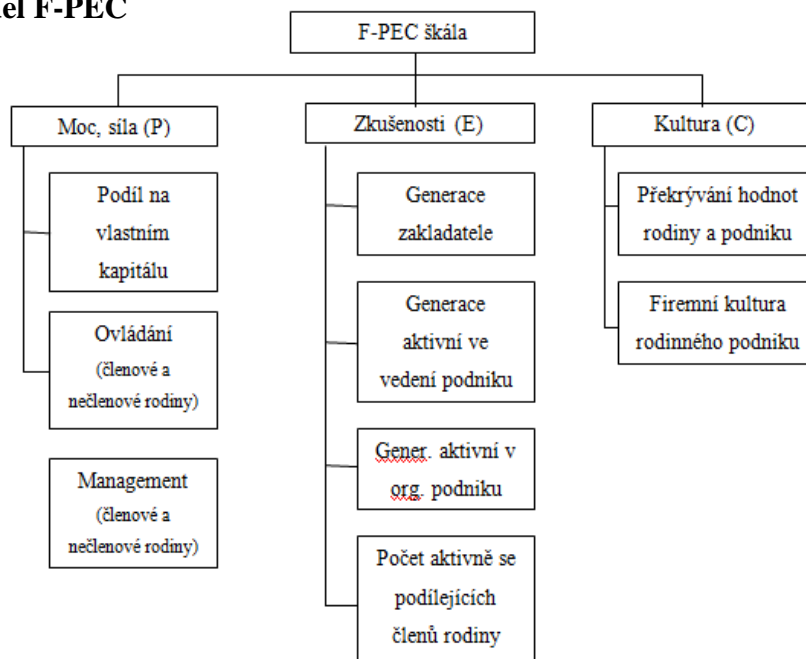 el F-PEC
F-PEC škála
Moc, síla (P)
Podíl na
vlastním
kapitálu
Ovládání
(členové a
nečlenové rodiny)
Management
(členové a
nečlenové rodiny)
Zkušenosti (E)
Generace
zakladatele
Generace
aktivní ve
vedení podniku
Gener. aktivní v
org. podniku
Počet aktivně se
podílejících
členů rodiny
Kultura (C)
Překrývání hodnot
rodiny a podniku
Firemní kultura
rodinného podniku